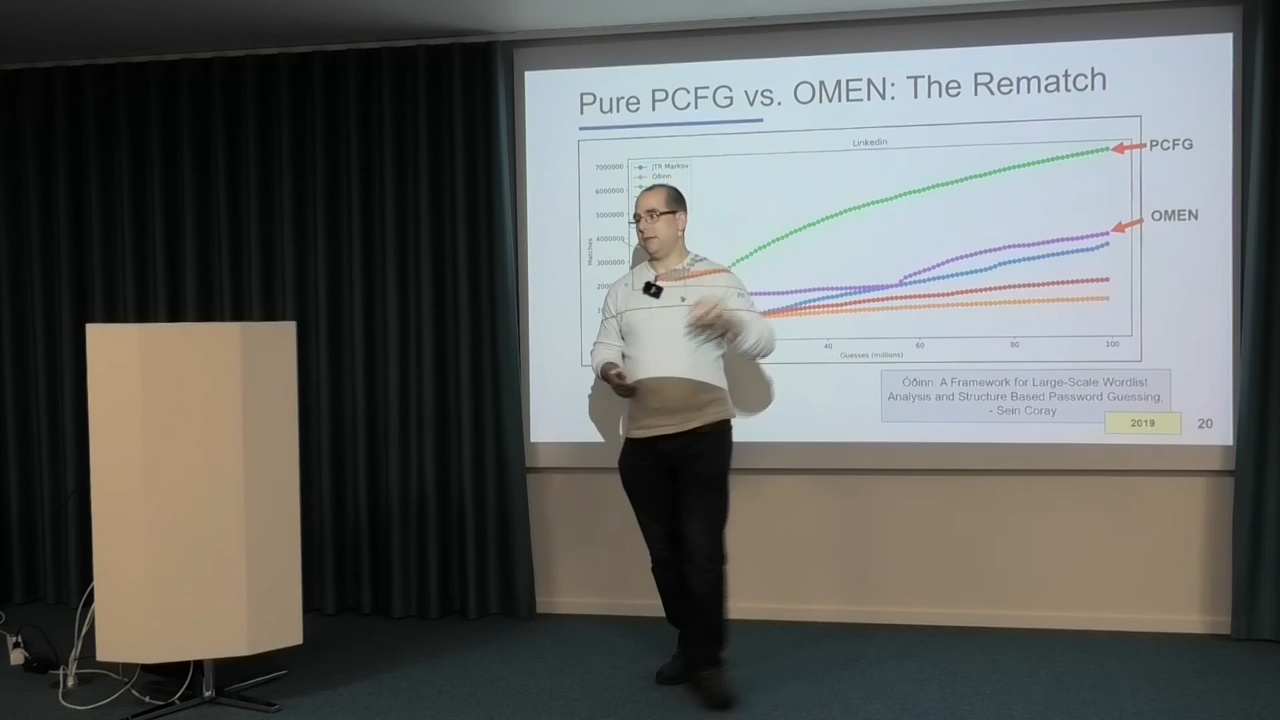 Pure PCFG vs. OMEN: The Rematch
Linkedin
7000000
6000000
5000000
4000000
3000000
JTR Markov
Óðinn
PCFG
OMEN
Matches
40
60
80
100
Guesses (millions)
Óðinn: A Framework for Large-Scale Wordlist
Analysis and Structure Based Password Guessing,
- Sein Coray
2019
20